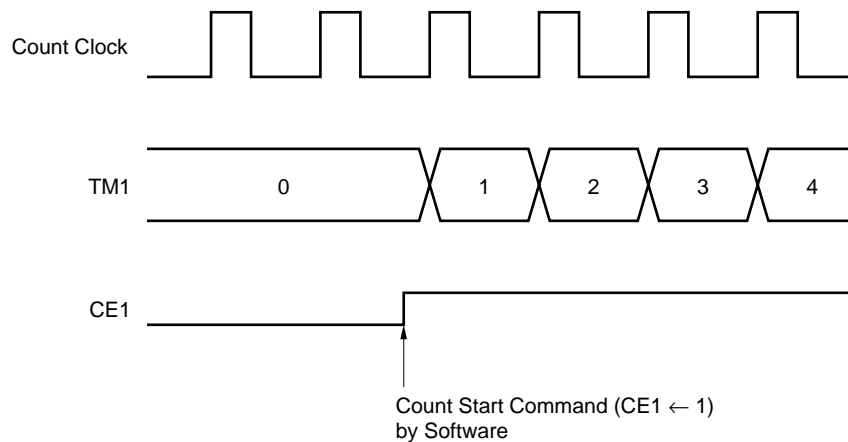 Count Clock
TM1
0
1
2
3
4
CE1
Count Start Command (CE1 ← 1)
by Software